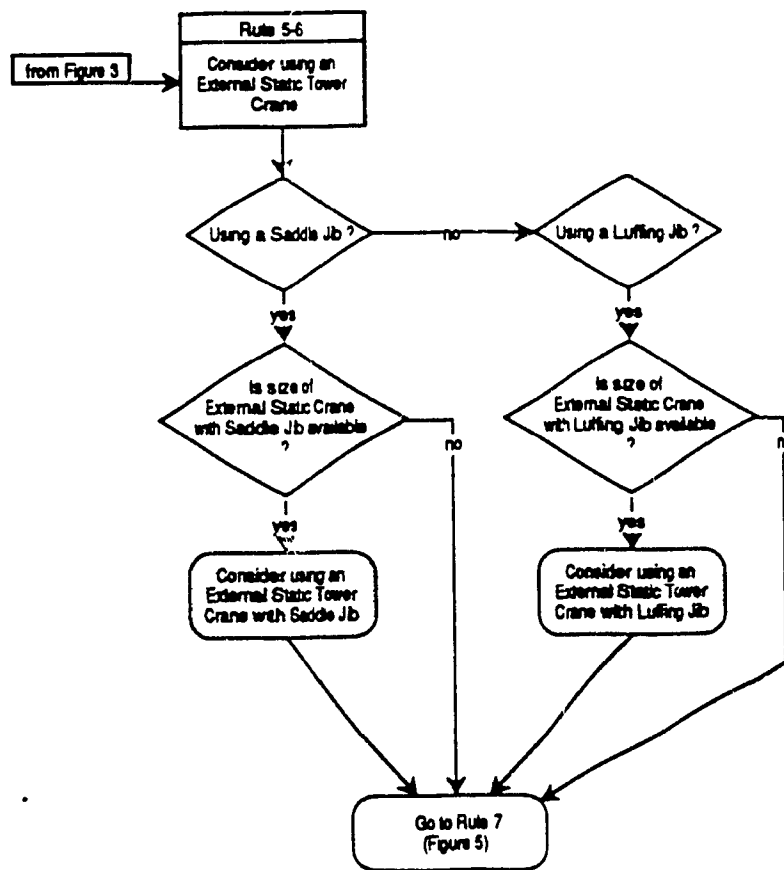 Rule 5-6
from Figure 3
Consider using an
External Static Tower
Crane
Using a Saddle Jib ?
no
Using a Luffing Jib ?
yes
yes
Is size of
External Static Crane
with Saddle Jib available
?
no
Is size of
External Static Crane
with Luffing Jib available
?
yes
yes
Consider using an
External Static Tower
Crane with Saddle Jib
Consider using an
External Static Tower
Crane with Luffing Jib
Go to Rule 7
(Figure 5)